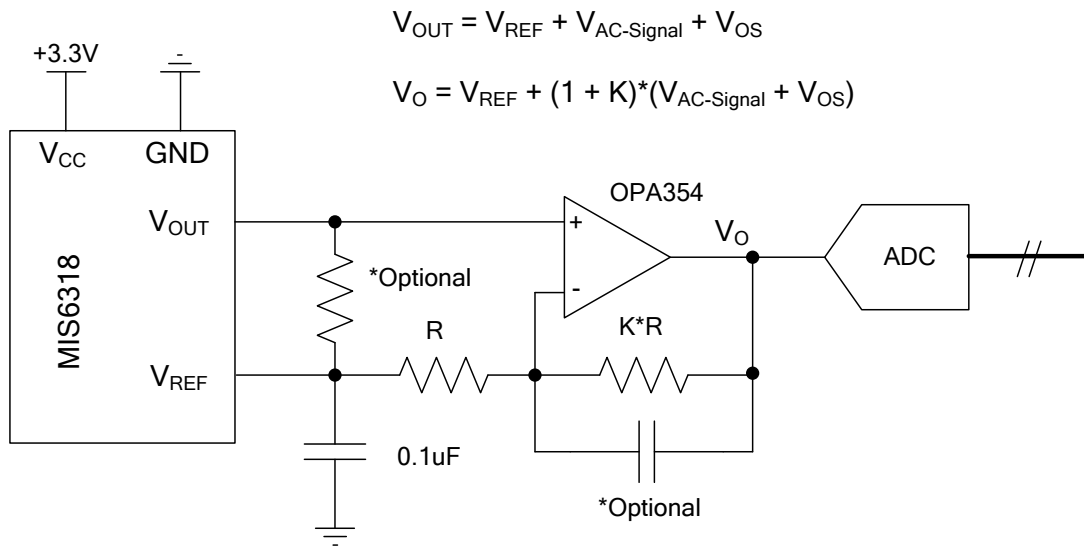 V_OUT = V_REF + V_AC-Signal + V_OS
V_O = V_REF + (1 + K)*(V_AC-Signal + V_OS)
+3.3V
-
V_CC
GND
V_OUT
V_REF
MIS6318
*Optional
R
0.1uF
-
OPA354
+
-
V_O
K*R
*Optional
ADC